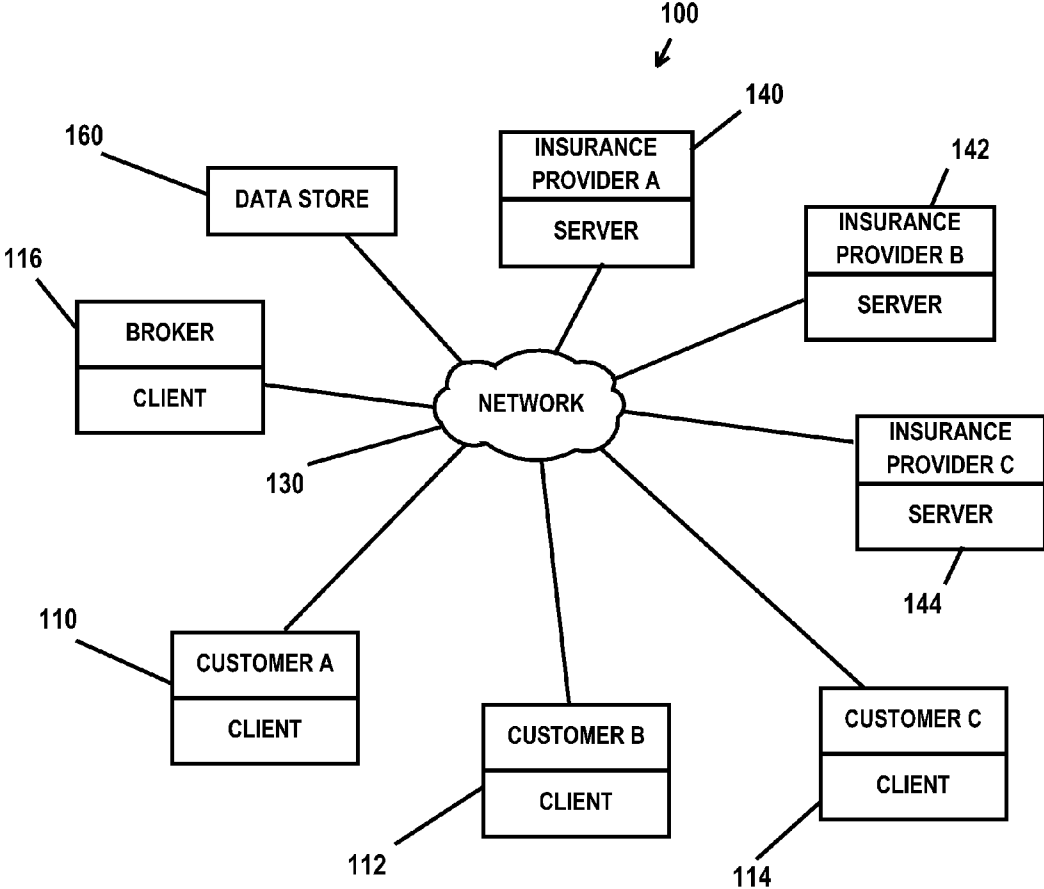 100
140
INSURANCE
PROVIDER A
SERVER
160
DATA STORE
142
INSURANCE
PROVIDER B
SERVER
116
BROKER
CLIENT
NETWORK
130
INSURANCE
PROVIDER C
SERVER
144
110
CUSTOMER A
CLIENT
CUSTOMER B
CLIENT
112
CUSTOMER C
CLIENT
114